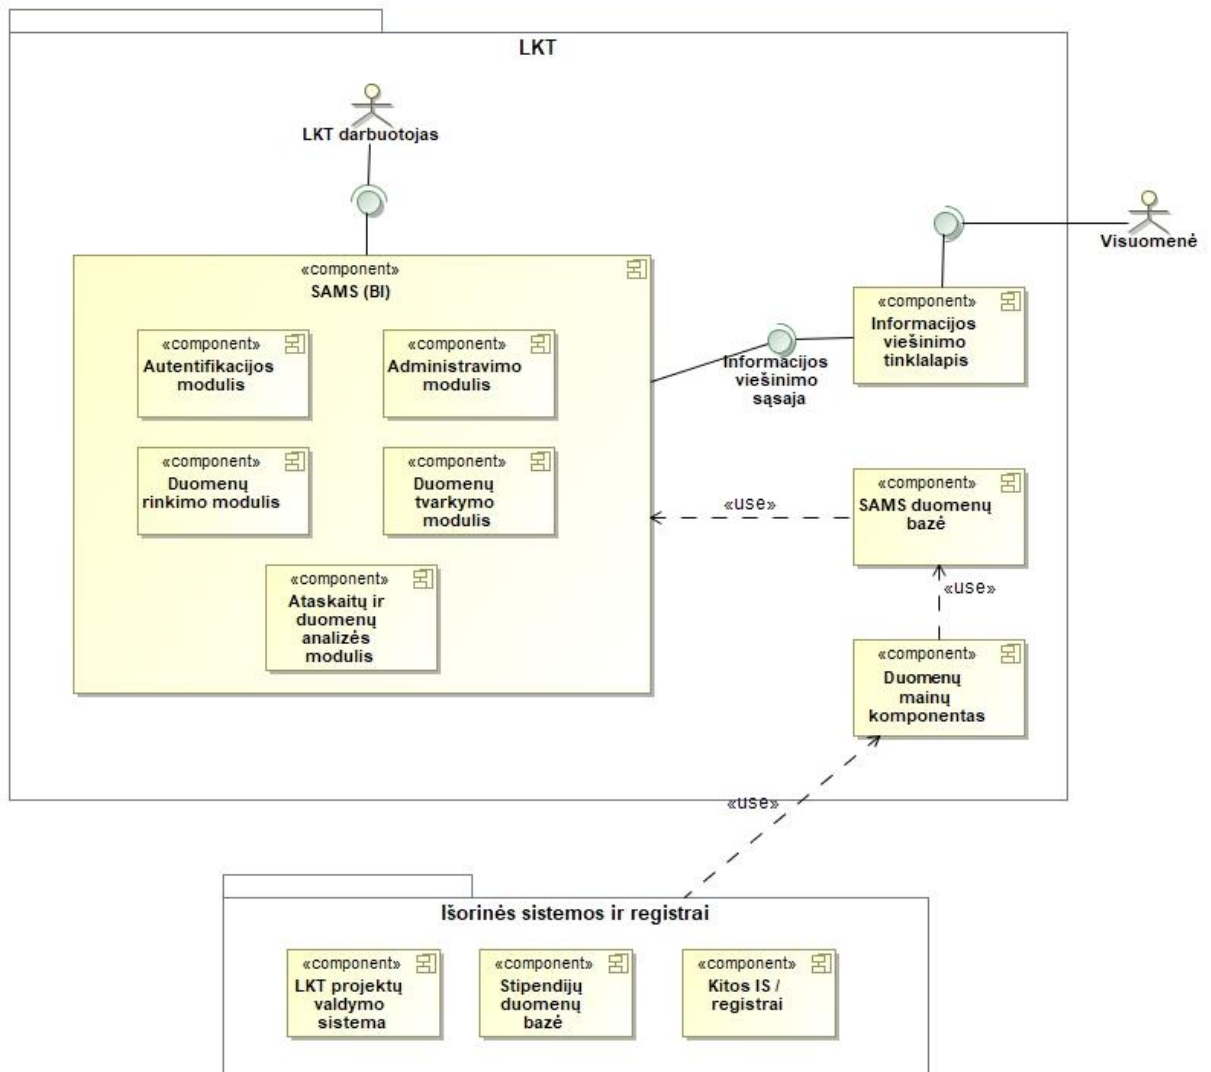 LKT
LKT darbuotojas
Visuomenė
«component»
SAMS (BI)
«component»
Autentifikacijos
modulis
«component»
Administravimo
modulis
«component»
Duomenų
rinkimo modulis
«component»
Duomenų
tvarkymo
modulis
«component»
Ataskaitų ir
duomenų
analizės
modulis
Informacijos
viešinimo
sąsaja
«component»
Informacijos
viešinimo
tinklalapis
«use»
«component»
SAMS duomenų
bazė
«use»
«component»
Duomenų
mainų
komponentas
«use»
Išorinės sistemos ir registrai
«component»
LKT projektų
valdymo
sistema
«component»
Stipendijų
duomenų
bazė
«component»
Kitos IS /
registrai